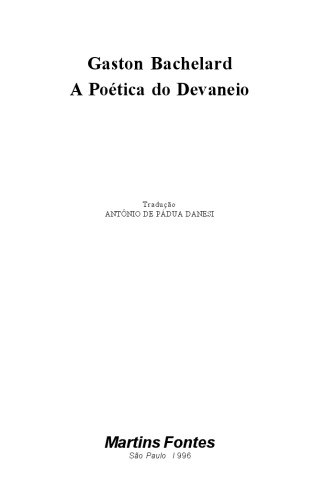 Gaston Bachelard
A Poética do Devaneio
Tradução
ANTÔNIO DE PÁDUA DANESI
Martins Fontes
São Paulo 1996